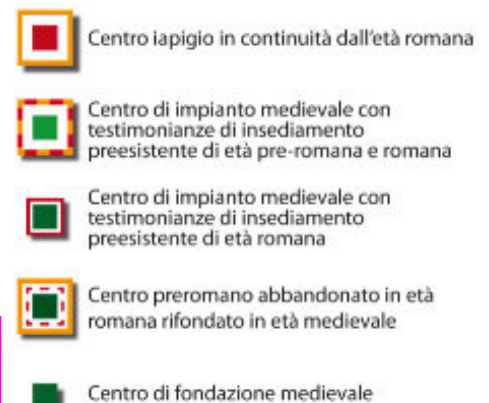 Centro iapigio in continuità dall'età romana
Centro di impianto medievale con
testimonianze di insediamento
preesistente di età pre-romana e romana
Centro di impianto medievale con
testimonianze di insediamento
preesistente di età romana
Centro preromano abbandonato in età
romana rifondato in età medievale
Centro di fondazione medievale